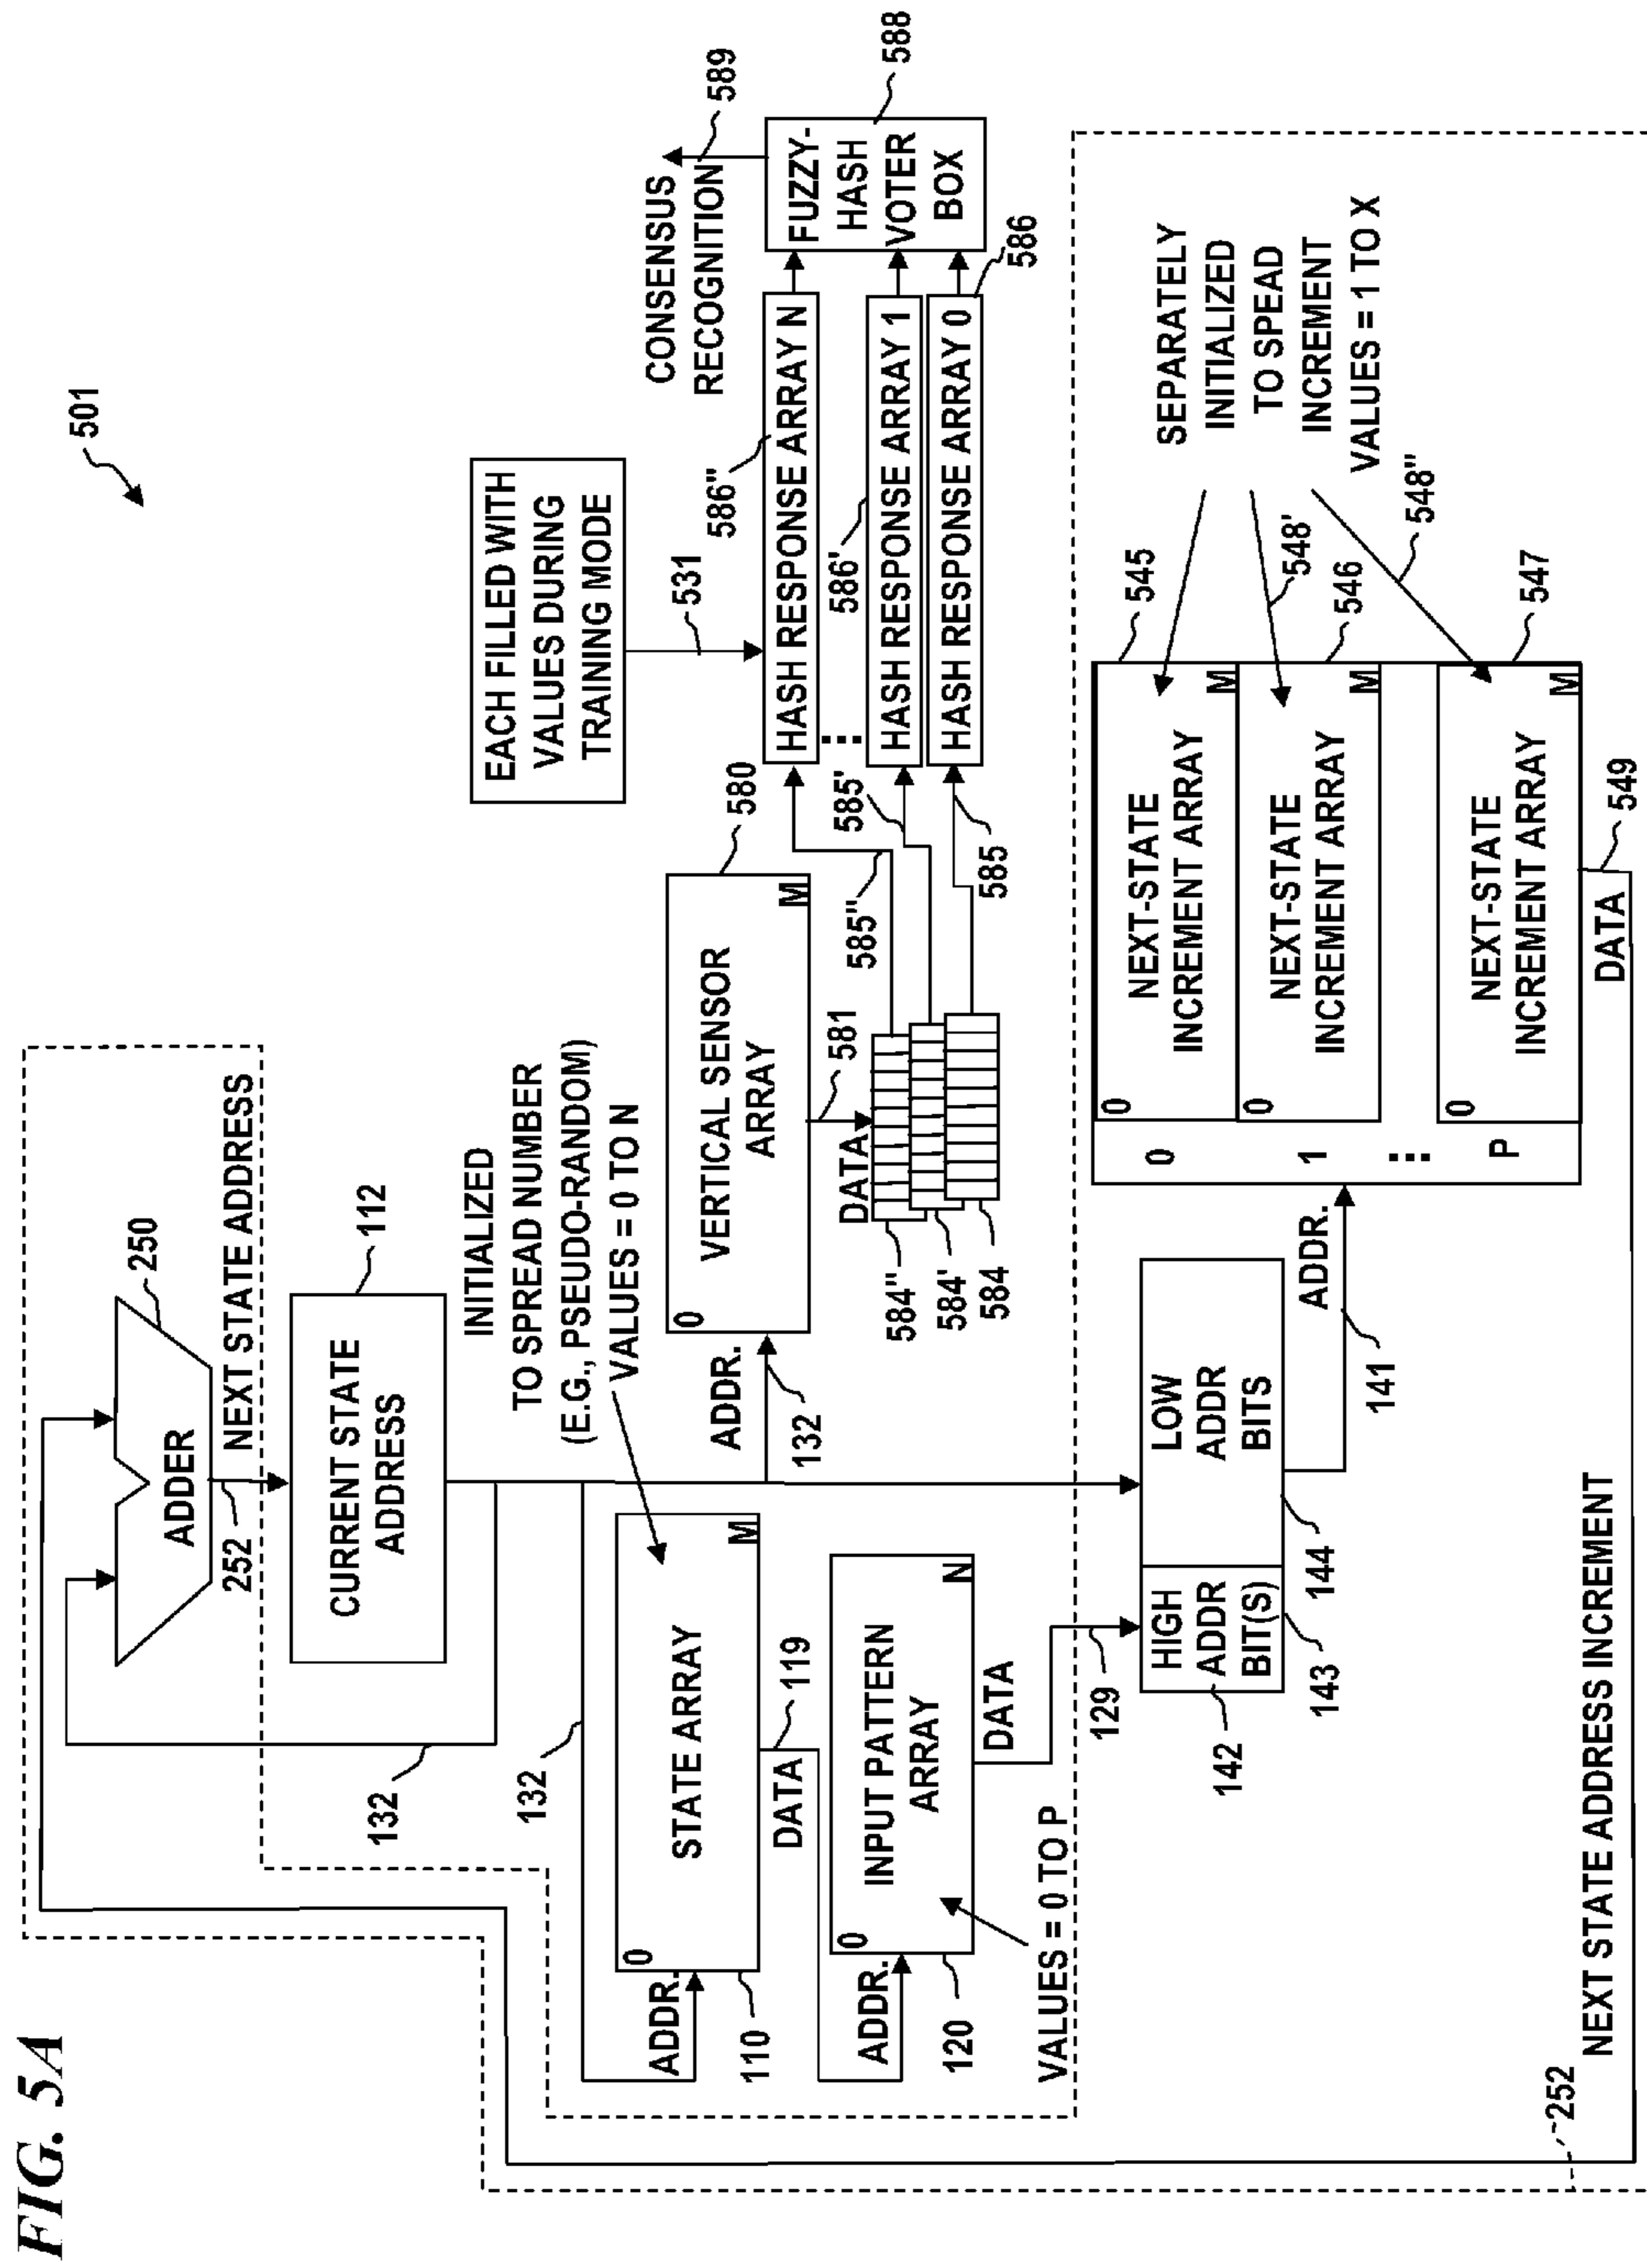 FIG. 5A
501
ADDER
250
252
NEXT STATE ADDRESS
CURRENT STATE
ADDRESS
112
132
132
INITIALIZED
TO SPREAD NUMBER
(E.G., PSEUDO-RANDOM)
VALUES = 0 TO N
ADDR.
0
STATE ARRAY
M
110
DATA
119
ADDR.
0
INPUT PATTERN
ARRAY
N
120
VALUES = 0 TO P
DATA
129
ADDR.
132
0
VERTICAL SENSOR
ARRAY
M
580
DATA
581
584"
584'
584
585"
585'
585
EACH FILLED WITH
VALUES DURING
TRAINING MODE
531
HASH RESPONSE ARRAY N
586"
HASH RESPONSE ARRAY 1
586'
HASH RESPONSE ARRAY 0
586
CONSENSUS
RECOGNITION
589
FUZZY-
HASH
VOTER
BOX
588
HIGH
ADDR
BIT(S)
142
143
LOW
ADDR
BITS
144
ADDR.
141
0
1
P
0
NEXT-STATE
INCREMENT ARRAY
M
545
0
NEXT-STATE
INCREMENT ARRAY
M
546
0
NEXT-STATE
INCREMENT ARRAY
M
547
SEPARATELY
INITIALIZED
TO SPEAD
INCREMENT
VALUES = 1 TO X
548'
548"
DATA
549
NEXT STATE ADDRESS INCREMENT
252